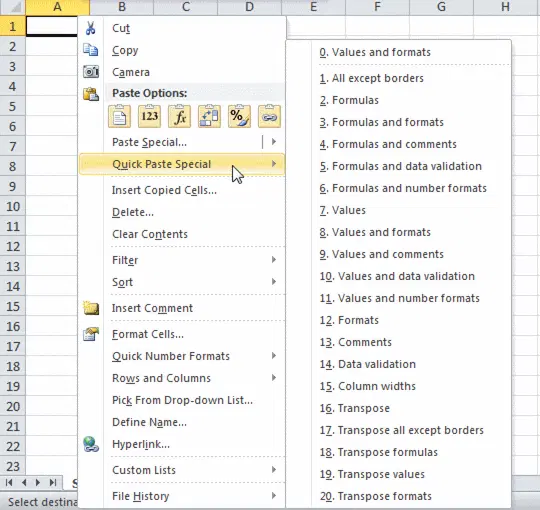 A B C D E F G H
1
2
3
4
5
6
7
8
9
10
11
12
13
14
15
16
17
18
19
20
21
22
23
Cut
Copy
Camera
Paste Options:
123 fx %
Paste Special...
Quick Paste Special
Insert Copied Cells...
Delete...
Clear Contents
Filter
Sort
Insert Comment
Format Cells...
Quick Number Formats
Rows and Columns
Pick From Drop-down List...
Define Name...
Hyperlink...
Custom Lists
File History
0. Values and formats
1. All except borders
2. Formulas
3. Formulas and formats
4. Formulas and comments
5. Formulas and data validation
6. Formulas and number formats
7. Values
8. Values and formats
9. Values and comments
10. Values and data validation
11. Values and number formats
12. Formats
13. Comments
14. Data validation
15. Column widths
16. Transpose
17. Transpose all except borders
18. Transpose formulas
19. Transpose values
20. Transpose formats
S
Select destina